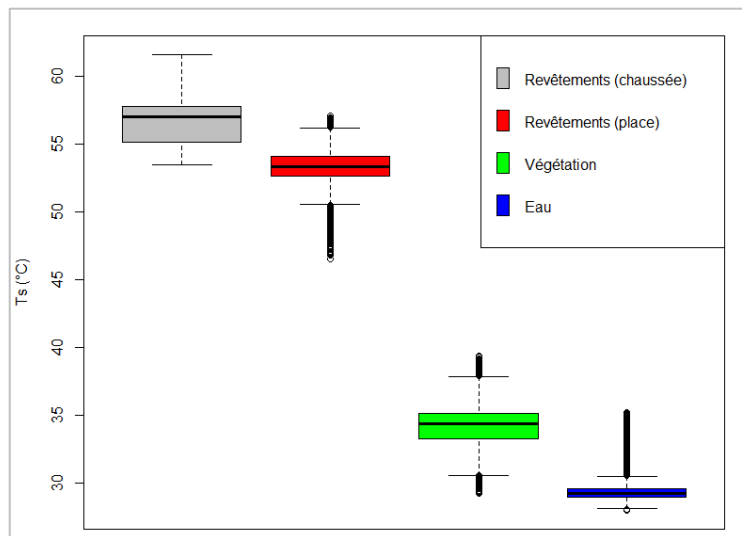 Revêtements (chaussée)
Revêtements (place)
Végétation
Eau
Ts (°C)
60
55
50
45
40
35
30